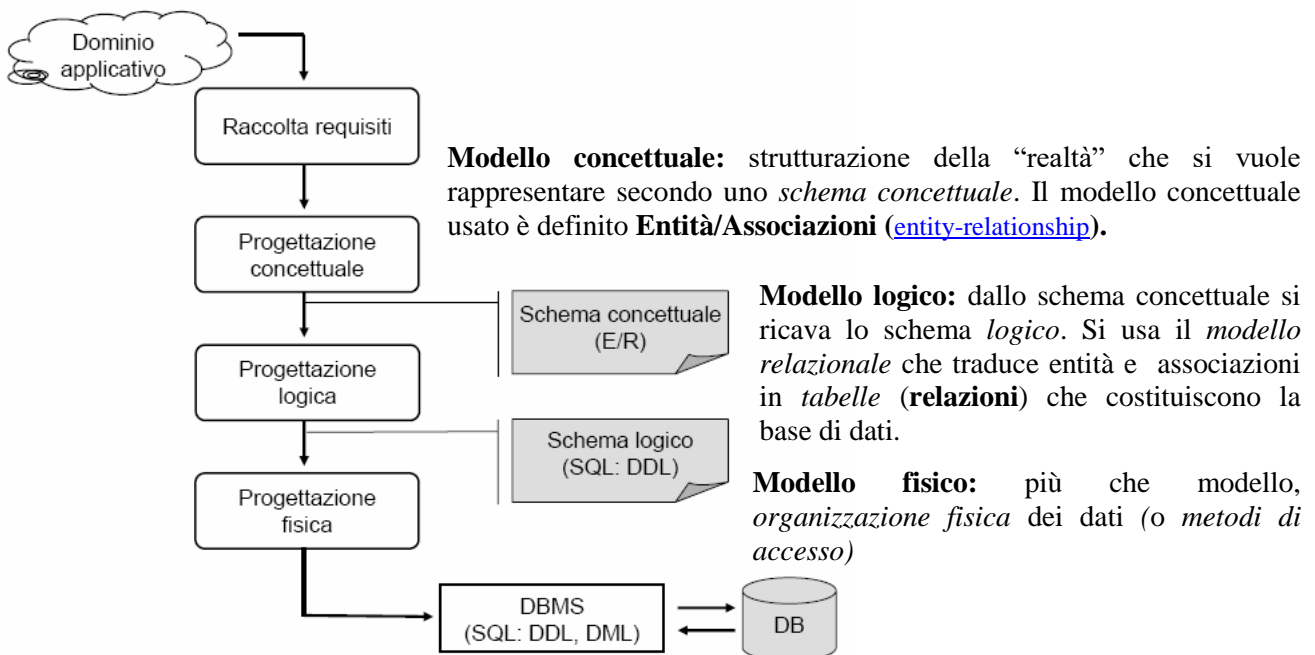 Dominio
applicativo
Raccolta requisiti
Modello concettuale: strutturazione della “realtà” che si vuole
rappresentare secondo uno schema concettuale. Il modello concettuale
usato è definito Entità/Associazioni (entity-relationship).
Progettazione
concettuale
Schema concettuale
(E/R)
Modello logico: dallo schema concettuale si
ricava lo schema logico. Si usa il modello
relazionale che traduce entità e associazioni
in tabelle (relazioni) che costituiscono la
base di dati.
Progettazione
logica
Schema logico
(SQL: DDL)
Modello fisico: più che modello,
organizzazione fisica dei dati (o metodi di
accesso)
Progettazione
fisica
DBMS
(SQL: DDL, DML)
DB